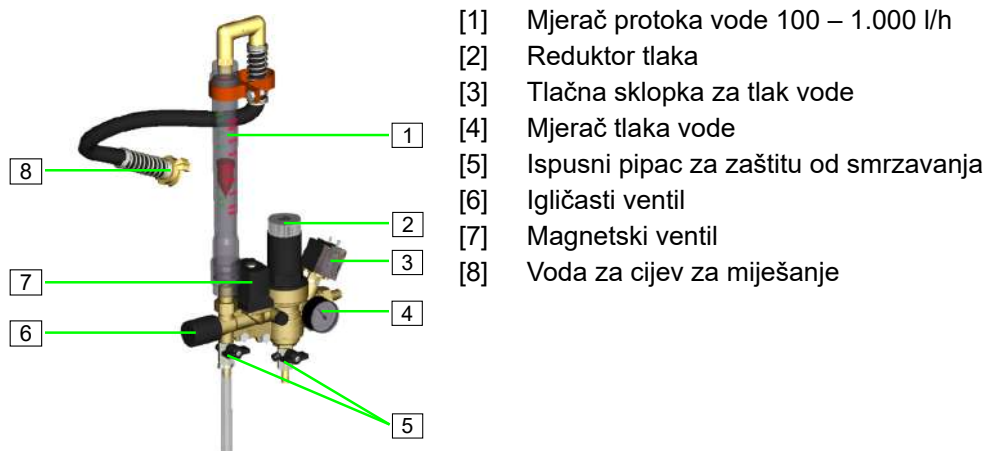 [1] Mjerač protoka vode 100 – 1.000 l/h
[2] Reduktor tlaka
[3] Tlačna sklopka za tlak vode
[4] Mjerač tlaka vode
[5] Ispusni pipac za zaštitu od smrzavanja
[6] Igličasti ventil
[7] Magnetski ventil
[8] Voda za cijev za miješanje
1
8
2
3
7
4
6
5